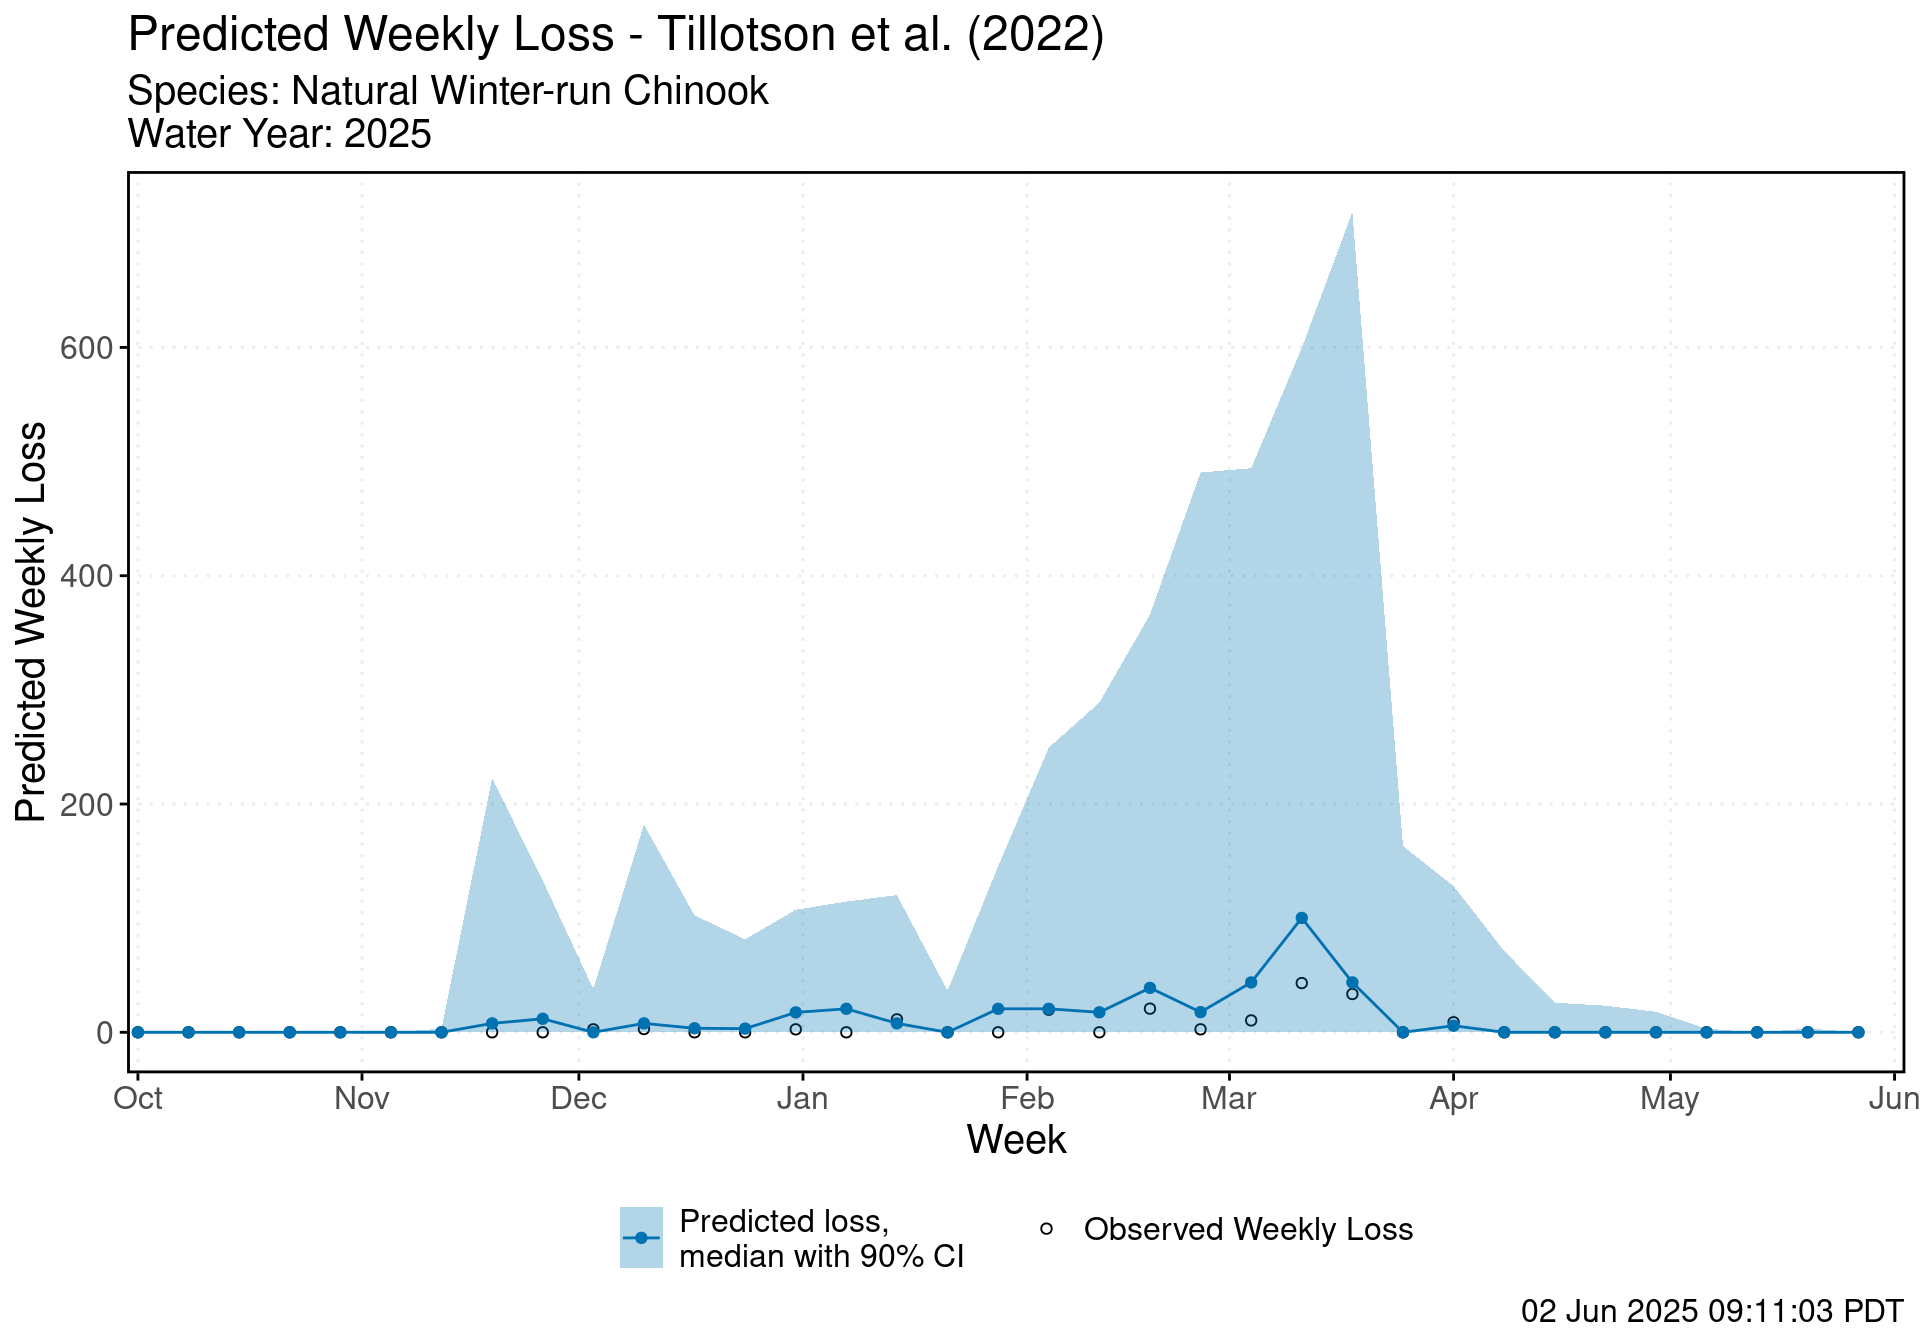 Predicted Weekly Loss - Tillotson et al. (2022)
Species: Natural Winter-run Chinook
Water Year: 2025
Predicted Weekly Loss
600
400
200
0
Oct
Nov
Dec
Jan
Feb
Mar
Apr
May
Jun
Week
Predicted loss,
median with 90% CI
Observed Weekly Loss
02 Jun 2025 09:11:03 PDT